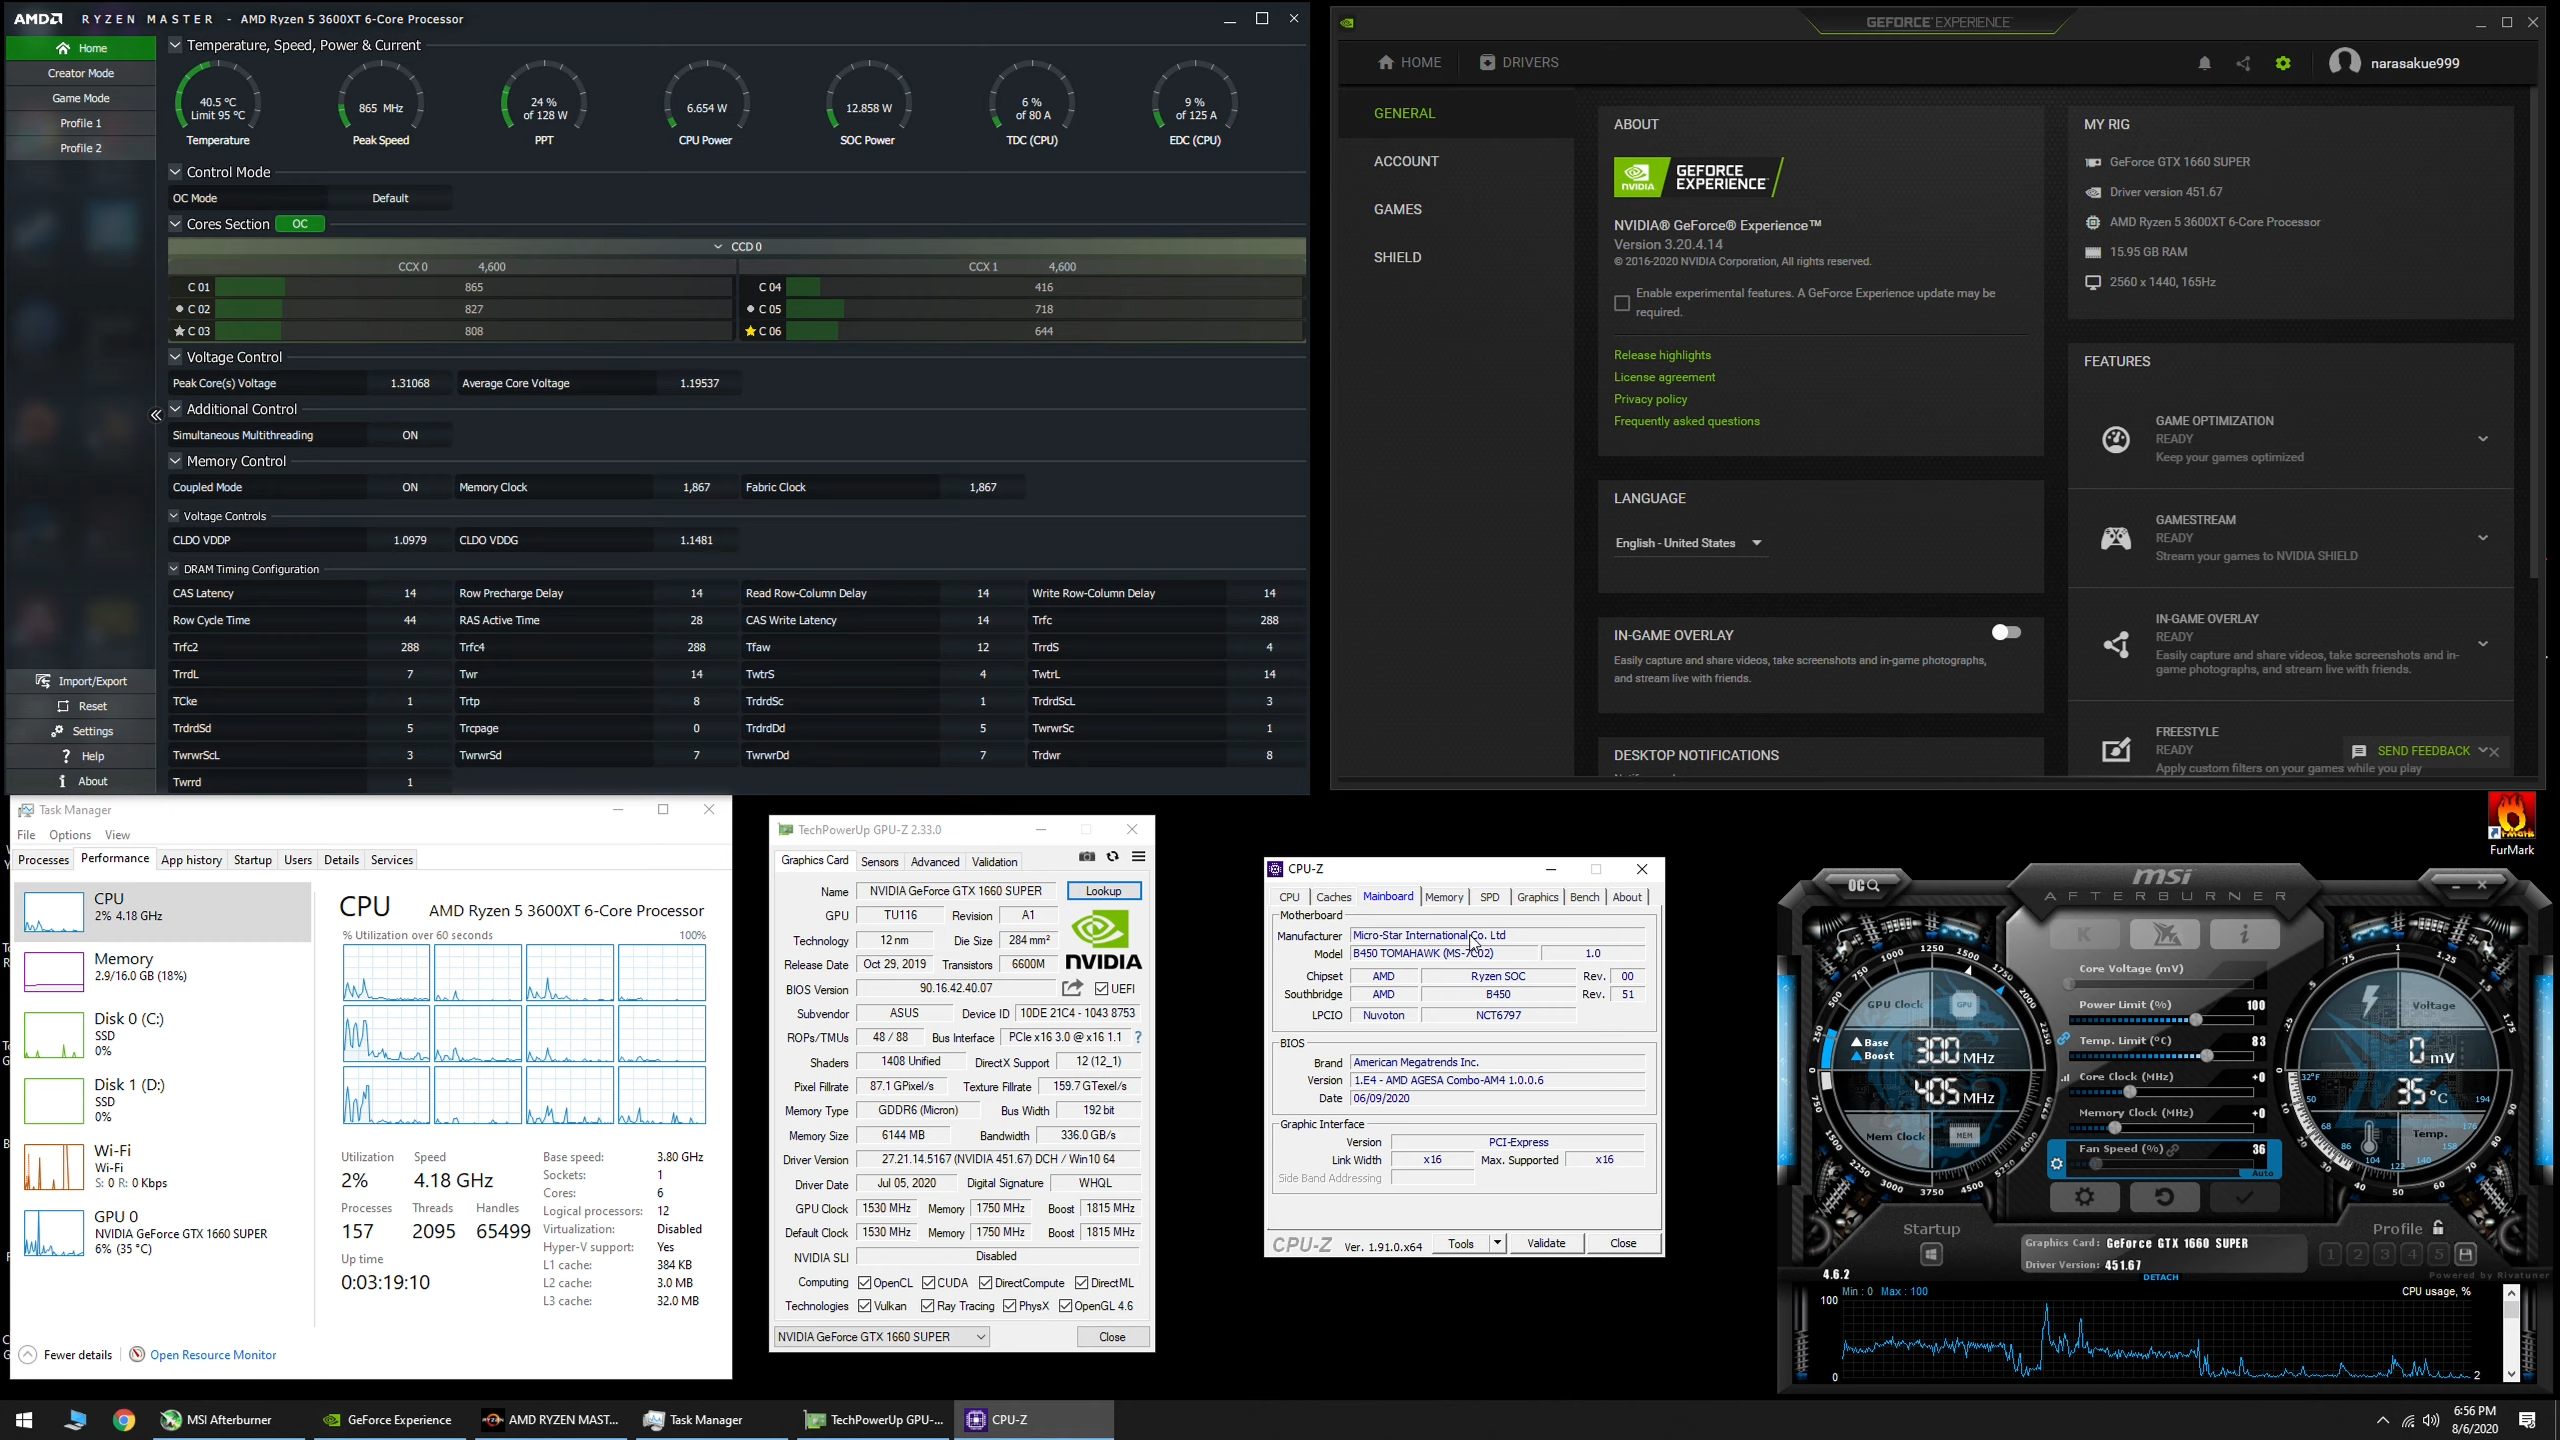 AMD RYZEN MASTER - AMD Ryzen 5 3600XT 6-Core Processor
Home
Creator Mode
Game Mode
Profile 1
Profile 2
Import/Export
Reset
Settings
Help
About
Temperature, Speed, Power & Current
40.5 °C 865 MHz 24 % 6.654 W 12.858 W 6 % 9 %
Limit 95 °C of 128 W of 80 A of 125 A
Temperature Peak Speed PPT CPU Power SOC Power TDC (CPU) EDC (CPU)
Control Mode
OC Mode Default
Cores Section OC
CCD 0
CCX 0 4,600 CCX 1 4,600
C 01 865 C 04 416
C 02 827 C 05 718
C 03 808 C 06 644
Voltage Control
Peak Core(s) Voltage 1.31068 Average Core Voltage 1.19537
Additional Control
Simultaneous Multithreading ON
Memory Control
Coupled Mode ON Memory Clock 1,867 Fabric Clock 1,867
Voltage Controls
CLDO VDDP 1.0979 CLDO VDDG 1.1481
DRAM Timing Configuration
CAS Latency 14 Row Precharge Delay 14 Read Row-Column Delay 14 Write Row-Column Delay 14
Row Cycle Time 44 RAS Active Time 28 CAS Write Latency 14 Trfc 288
Trfc2 288 Trfc4 288 Tfaw 12 TrrdS 4
TrrdL 7 Twr 14 TwtrS 4 TwtrL 14
TCke 1 Trtp 8 TrdrdSc 1 TrdrdScL 3
TrdrdSd 5 Trcpage 0 TrdrdDd 5 TwrwrSc 1
TwrwrScL 3 TwrwrSd 7 TwrwrDd 7 Trdwr 8
Twrrd 1
GEFORCE EXPERIENCE
HOME DRIVERS narasakue999
GENERAL
ACCOUNT
GAMES
SHIELD
ABOUT
NVIDIA GEFORCE EXPERIENCE
NVIDIA® GeForce® Experience™
Version 3.20.4.14
© 2016-2020 NVIDIA Corporation, All rights reserved.
Enable experimental features. A GeForce Experience update may be
required.
Release highlights
License agreement
Privacy policy
Frequently asked questions
LANGUAGE
English - United States
IN-GAME OVERLAY
Easily capture and share videos, take screenshots and in-game photographs,
and stream live with friends.
DESKTOP NOTIFICATIONS
MY RIG
GeForce GTX 1660 SUPER
Driver version 451.67
AMD Ryzen 5 3600XT 6-Core Processor
15.95 GB RAM
2560 x 1440, 165Hz
FEATURES
GAME OPTIMIZATION
READY
Keep your games optimized
GAMESTREAM
READY
Stream your games to NVIDIA SHIELD
IN-GAME OVERLAY
READY
Easily capture and share videos, take screenshots and in-
game photographs, and stream live with friends.
FREESTYLE
READY
Apply custom filters on your games while you play
SEND FEEDBACK
Task Manager
File Options View
Processes Performance App history Startup Users Details Services
CPU
2% 4.18 GHz
Memory
2.9/16.0 GB (18%)
Disk 0 (C:)
SSD
0%
Disk 1 (D:)
SSD
0%
Wi-Fi
Wi-Fi
S: 0 R: 0 Kbps
GPU 0
NVIDIA GeForce GTX 1660 SUPER
6% (35 °C)
CPU AMD Ryzen 5 3600XT 6-Core Processor
% Utilization over 60 seconds 100%
Utilization Speed
2% 4.18 GHz
Processes Threads Handles
157 2095 65499
Up time
0:03:19:10
Base speed: 3.80 GHz
Sockets: 1
Cores: 6
Logical processors: 12
Virtualization: Disabled
Hyper-V support: Yes
L1 cache: 384 KB
L2 cache: 3.0 MB
L3 cache: 32.0 MB
Fewer details Open Resource Monitor
TechPowerUp GPU-Z 2.33.0
Graphics Card Sensors Advanced Validation
Name NVIDIA GeForce GTX 1660 SUPER Lookup
GPU TU116 Revision A1
Technology 12 nm Die Size 284 mm²
Release Date Oct 29, 2019 Transistors 6600M
NVIDIA
BIOS Version 90.16.42.40.07 UEFI
Subvendor ASUS Device ID 10DE 21C4 - 1043 8753
ROPs/TMUs 48 / 88 Bus Interface PCIe x16 3.0 @ x16 1.1 ?
Shaders 1408 Unified DirectX Support 12 (12_1)
Pixel Fillrate 87.1 GPixel/s Texture Fillrate 159.7 GTexel/s
Memory Type GDDR6 (Micron) Bus Width 192 bit
Memory Size 6144 MB Bandwidth 336.0 GB/s
Driver Version 27.21.14.5167 (NVIDIA 451.67) DCH / Win10 64
Driver Date Jul 05, 2020 Digital Signature WHQL
GPU Clock 1530 MHz Memory 1750 MHz Boost 1815 MHz
Default Clock 1530 MHz Memory 1750 MHz Boost 1815 MHz
NVIDIA SLI Disabled
Computing OpenCL CUDA DirectCompute DirectML
Technologies Vulkan Ray Tracing PhysX OpenGL 4.6
NVIDIA GeForce GTX 1660 SUPER Close
CPU-Z
CPU Caches Mainboard Memory SPD Graphics Bench About
Motherboard
Manufacturer Micro-Star International Co. Ltd
Model B450 TOMAHAWK (MS-7C02) 1.0
Chipset AMD Ryzen SOC Rev. 00
Southbridge AMD B450 Rev. 51
LPCIO Nuvoton NCT6797
BIOS
Brand American Megatrends Inc.
Version 1.E4 - AMD AGESA Combo-AM4 1.0.0.6
Date 06/09/2020
Graphic Interface
Version PCI-Express
Link Width x16 Max. Supported x16
Side Band Addressing
CPU-Z Ver. 1.91.0.x64 Tools Validate Close
FurMark
msi
AFTERBURNER
OC
GPU Clock
Base
Boost
300 MHz
405 MHz
Mem Clock
MEM
Core Voltage (mV)
Power Limit (%) 100
Temp. Limit (°C) 83
Core Clock (MHz) +0
Memory Clock (MHz) +0
Fan Speed (%) 36
Auto
Voltage
0 mV
35 °C
Temp.
Startup
Profile
1 2 3 4 5
Graphics Card: GeForce GTX 1660 SUPER
Driver Version: 451.67
DETACH
4.6.2
Powered by Rivatuner
Min : 0 Max : 100 CPU usage, %
100
0
2
MSI Afterburner GeForce Experience AMD RYZEN MAST... Task Manager TechPowerUp GPU-... CPU-Z
6:56 PM
8/6/2020